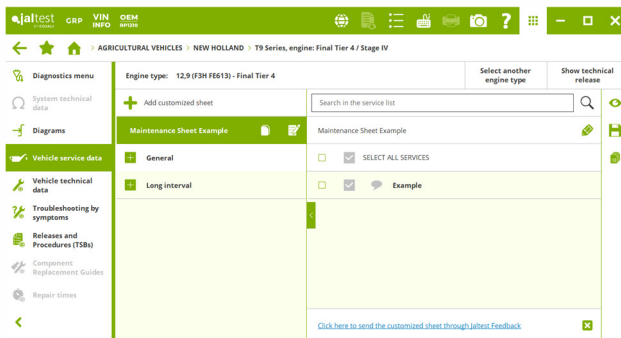 jaltest
BY COJALI
GRP
VIN
INFO
OEM
RP1210
AGRICULTURAL VEHICLES
NEW HOLLAND
T9 Series, engine: Final Tier 4 / Stage IV
Diagnostics menu
System technical
data
Diagrams
Vehicle service data
Vehicle technical
data
Troubleshooting by
symptoms
Releases and
Procedures (TSBs)
Component
Replacement Guides
Repair times
Engine type: 12,9 (F3H FE613) - Final Tier 4
Select another
engine type
Show technical
release
Add customized sheet
Maintenance Sheet Example
General
Long interval
Search in the service list
Maintenance Sheet Example
SELECT ALL SERVICES
Example
Click here to send the customized sheet through Jaltest Feedback